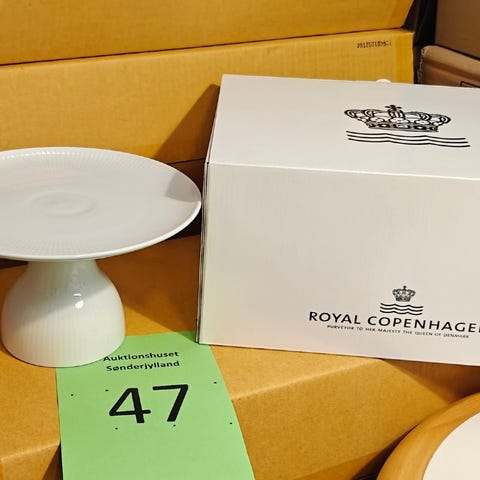 ROYAL COPENHAGEN
PURVEYOR TO HER MAJESTY THE QUEEN OF DENMARK
Auktionshuset
Sønderjylland
47